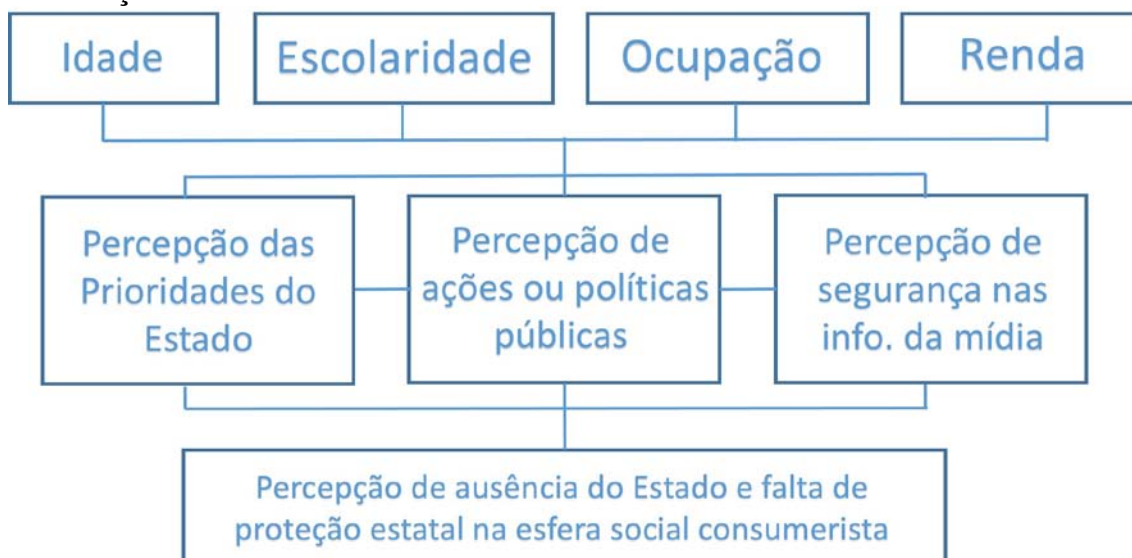 Idade
Escolaridade
Ocupação
Renda
Percepção das
Prioridades do
Estado
Percepção de
ações ou políticas
públicas
Percepção de
segurança nas
info. da mídia
Percepção de ausência do Estado e falta de
proteção estatal na esfera social consumerista